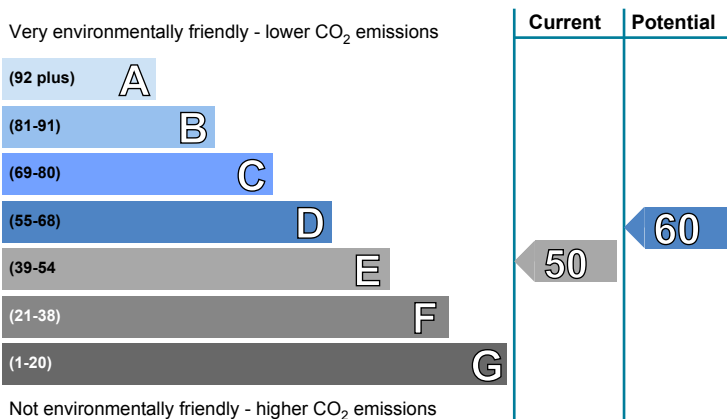 Current Potential
Very environmentally friendly - lower CO2 emissions
(92 plus) A
(81-91) B
(69-80) C
(55-68) D
60
(39-54 E
50
(21-38) F
(1-20) G
Not environmentally friendly - higher CO2 emissions